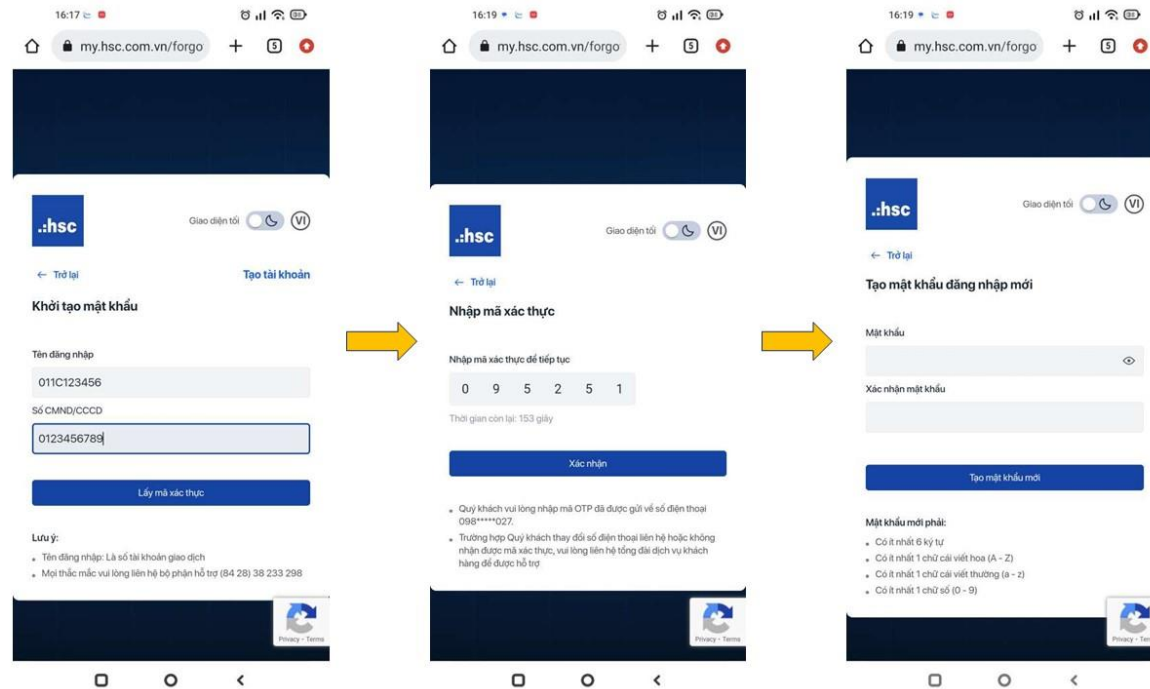 16:17
my.hsc.com.vn/forgo
5
.:hsc
Giao diện tối
VI
← Trở lại
Tạo tài khoản
Khởi tạo mật khẩu
Tên đăng nhập
011C123456
Số CMND/CCCD
0123456789
Lấy mã xác thực
Lưu ý:
Tên đăng nhập: Là số tài khoản giao dịch
Mọi thắc mắc vui lòng liên hệ bộ phận hỗ trợ (84 28) 38 233 298
Privacy - Terms
16:19
my.hsc.com.vn/forgo
5
.:hsc
Giao diện tối
VI
← Trở lại
Nhập mã xác thực
Nhập mã xác thực để tiếp tục
0 9 5 2 5 1
Thời gian còn lại: 153 giây
Xác nhận
Quý khách vui lòng nhập mã OTP đã được gửi về số điện thoại
098*****027.
Trường hợp Quý khách thay đổi số điện thoại liên hệ hoặc không
nhận được mã xác thực, vui lòng liên hệ tổng đài dịch vụ khách
hàng để được hỗ trợ
Privacy - Terms
16:19
my.hsc.com.vn/forgo
5
.:hsc
Giao diện tối
VI
← Trở lại
Tạo mật khẩu đăng nhập mới
Mật khẩu
Xác nhận mật khẩu
Tạo mật khẩu mới
Mật khẩu mới phải:
Có ít nhất 6 ký tự
Có ít nhất 1 chữ cái viết hoa (A - Z)
Có ít nhất 1 chữ cái viết thường (a - z)
Có ít nhất 1 chữ số (0 - 9)
Privacy - Ter